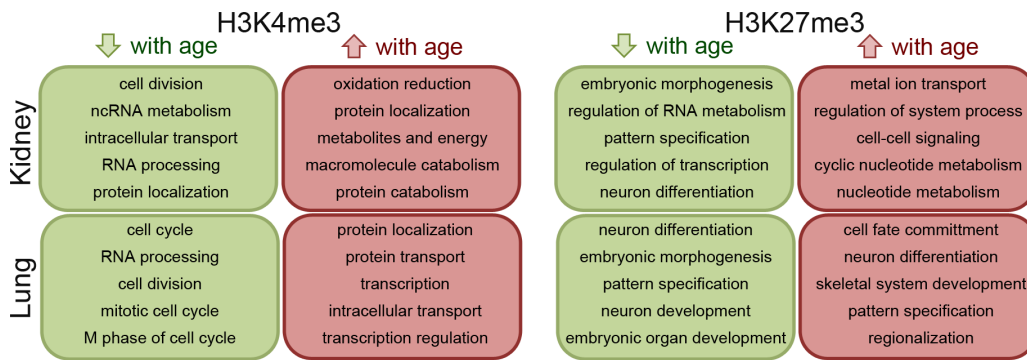 H3K4me3
with age
with age
Kidney
cell division
ncRNA metabolism
intracellular transport
RNA processing
protein localization
oxidation reduction
protein localization
metabolites and energy
macromolecule catabolism
protein catabolism
Lung
cell cycle
RNA processing
cell division
mitotic cell cycle
M phase of cell cycle
protein localization
protein transport
transcription
intracellular transport
transcription regulation
H3K27me3
with age
with age
embryonic morphogenesis
regulation of RNA metabolism
pattern specification
regulation of transcription
neuron differentiation
metal ion transport
regulation of system process
cell-cell signaling
cyclic nucleotide metabolism
nucleotide metabolism
neuron differentiation
embryonic morphogenesis
pattern specification
neuron development
embryonic organ development
cell fate committment
neuron differentiation
skeletal system development
pattern specification
regionalization